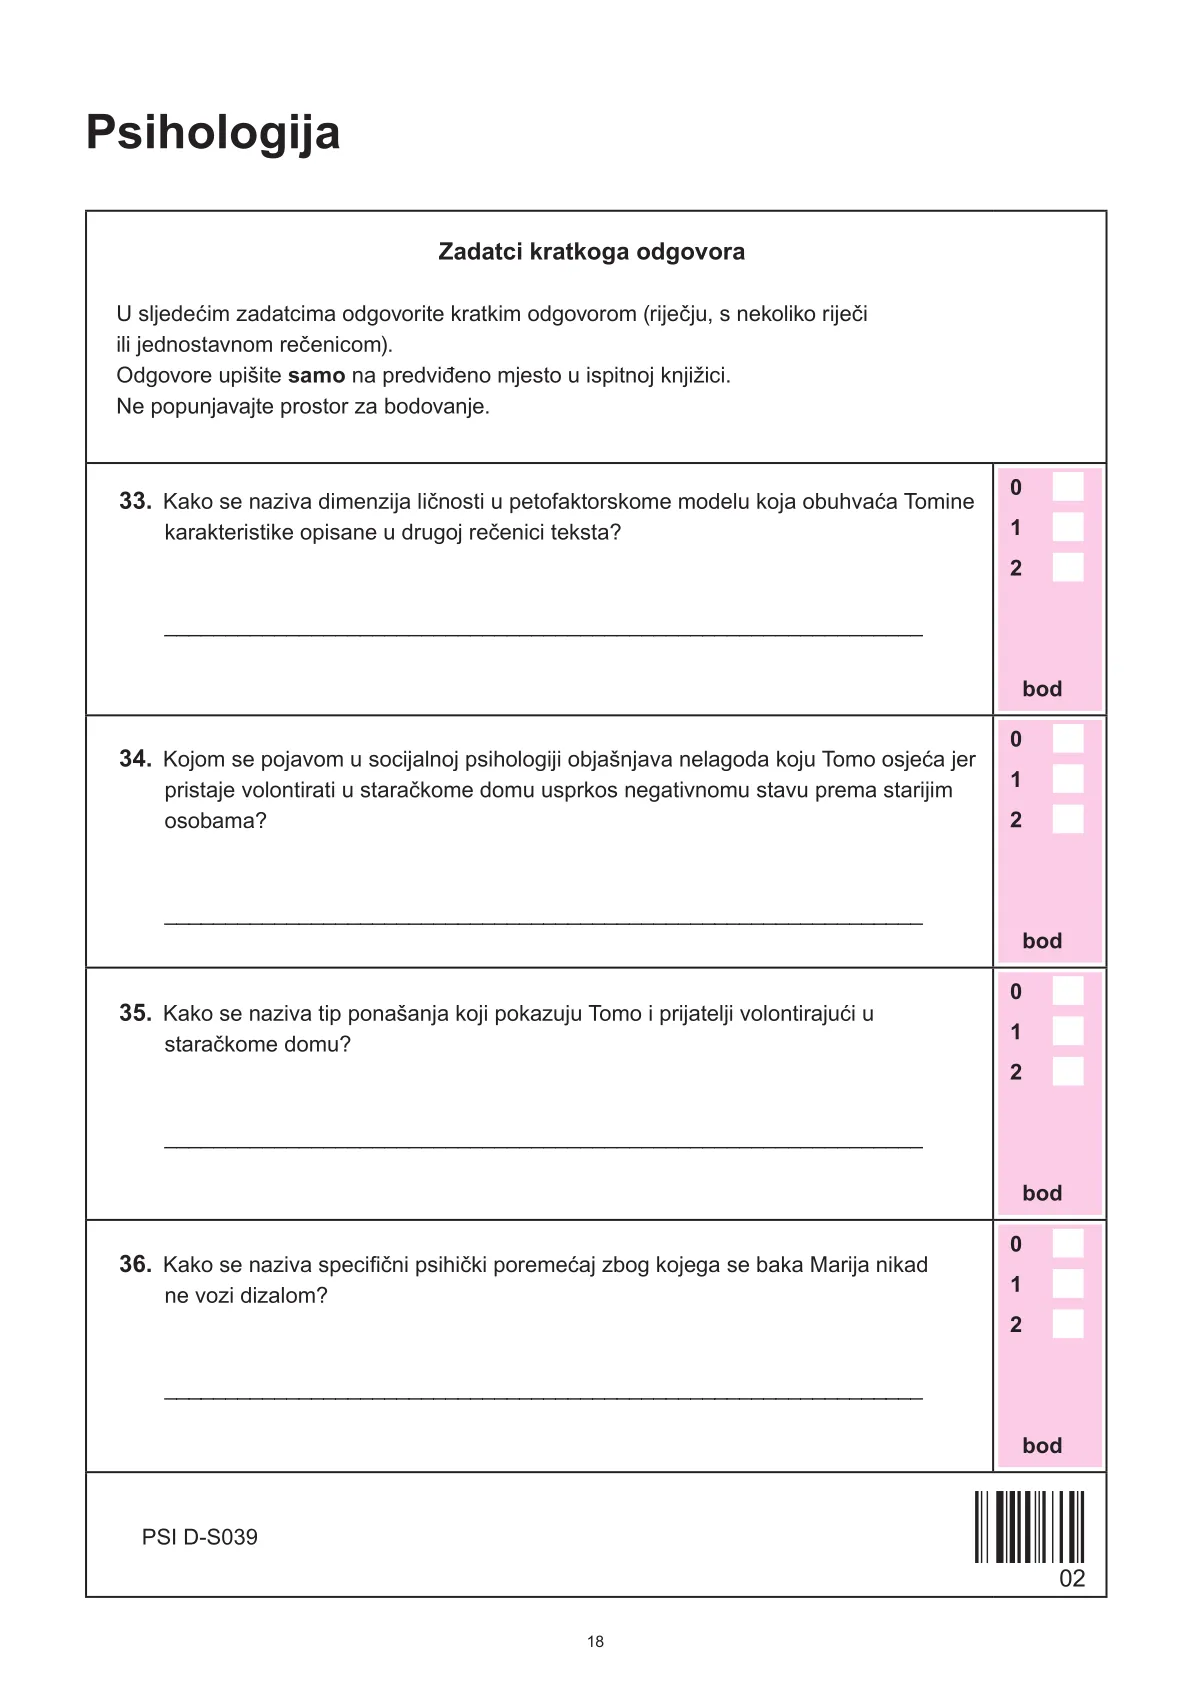 Psihologija
Zadatci kratkoga odgovora
U sljedećim zadatcima odgovorite kratkim odgovorom (riječju, s nekoliko riječi
ili jednostavnom rečenicom).
Odgovore upišite samo na predviđeno mjesto u ispitnoj knjižici.
Ne popunjavajte prostor za bodovanje.
33. Kako se naziva dimenzija ličnosti u petofaktorskome modelu koja obuhvaća Tomine
karakteristike opisane u drugoj rečenici teksta?
0
1
2
bod
34. Kojom se pojavom u socijalnoj psihologiji objašnjava nelagoda koju Tomo osjeća jer
pristaje volontirati u staračkome domu usprkos negativnomu stavu prema starijim
osobama?
0
1
2
bod
35. Kako se naziva tip ponašanja koji pokazuju Tomo i prijatelji volontirajući u
staračkome domu?
0
1
2
bod
36. Kako se naziva specifični psihički poremećaj zbog kojega se baka Marija nikad
ne vozi dizalom?
0
1
2
bod
PSI D-S039
02
18